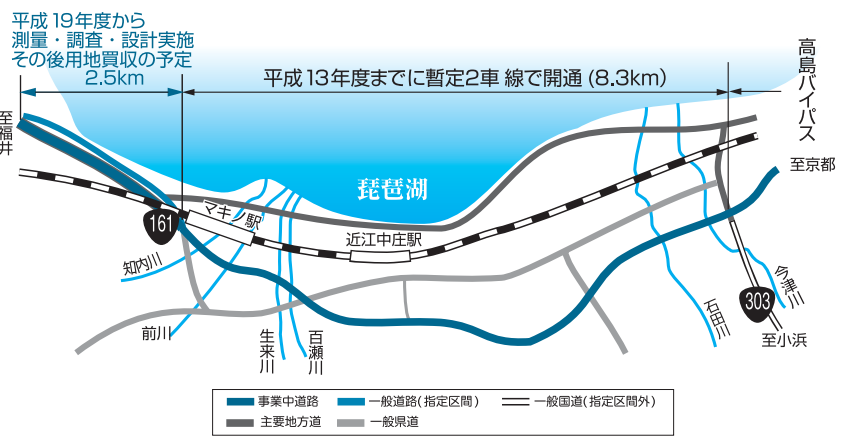 平成19年度から
測量・調査・設計実施
その後用地買収の予定
2.5km
平成13年度までに暫定2車 線で開通 (8.3km)
高島バイパス
至福井
至京都
琵琶湖
161
マキノ駅
近江中庄駅
知内川
前川
生来川
百瀬川
石田川
今津川
303
至小浜
事業中道路
一般道路(指定区間)
一般国道(指定区間外)
主要地方道
一般県道